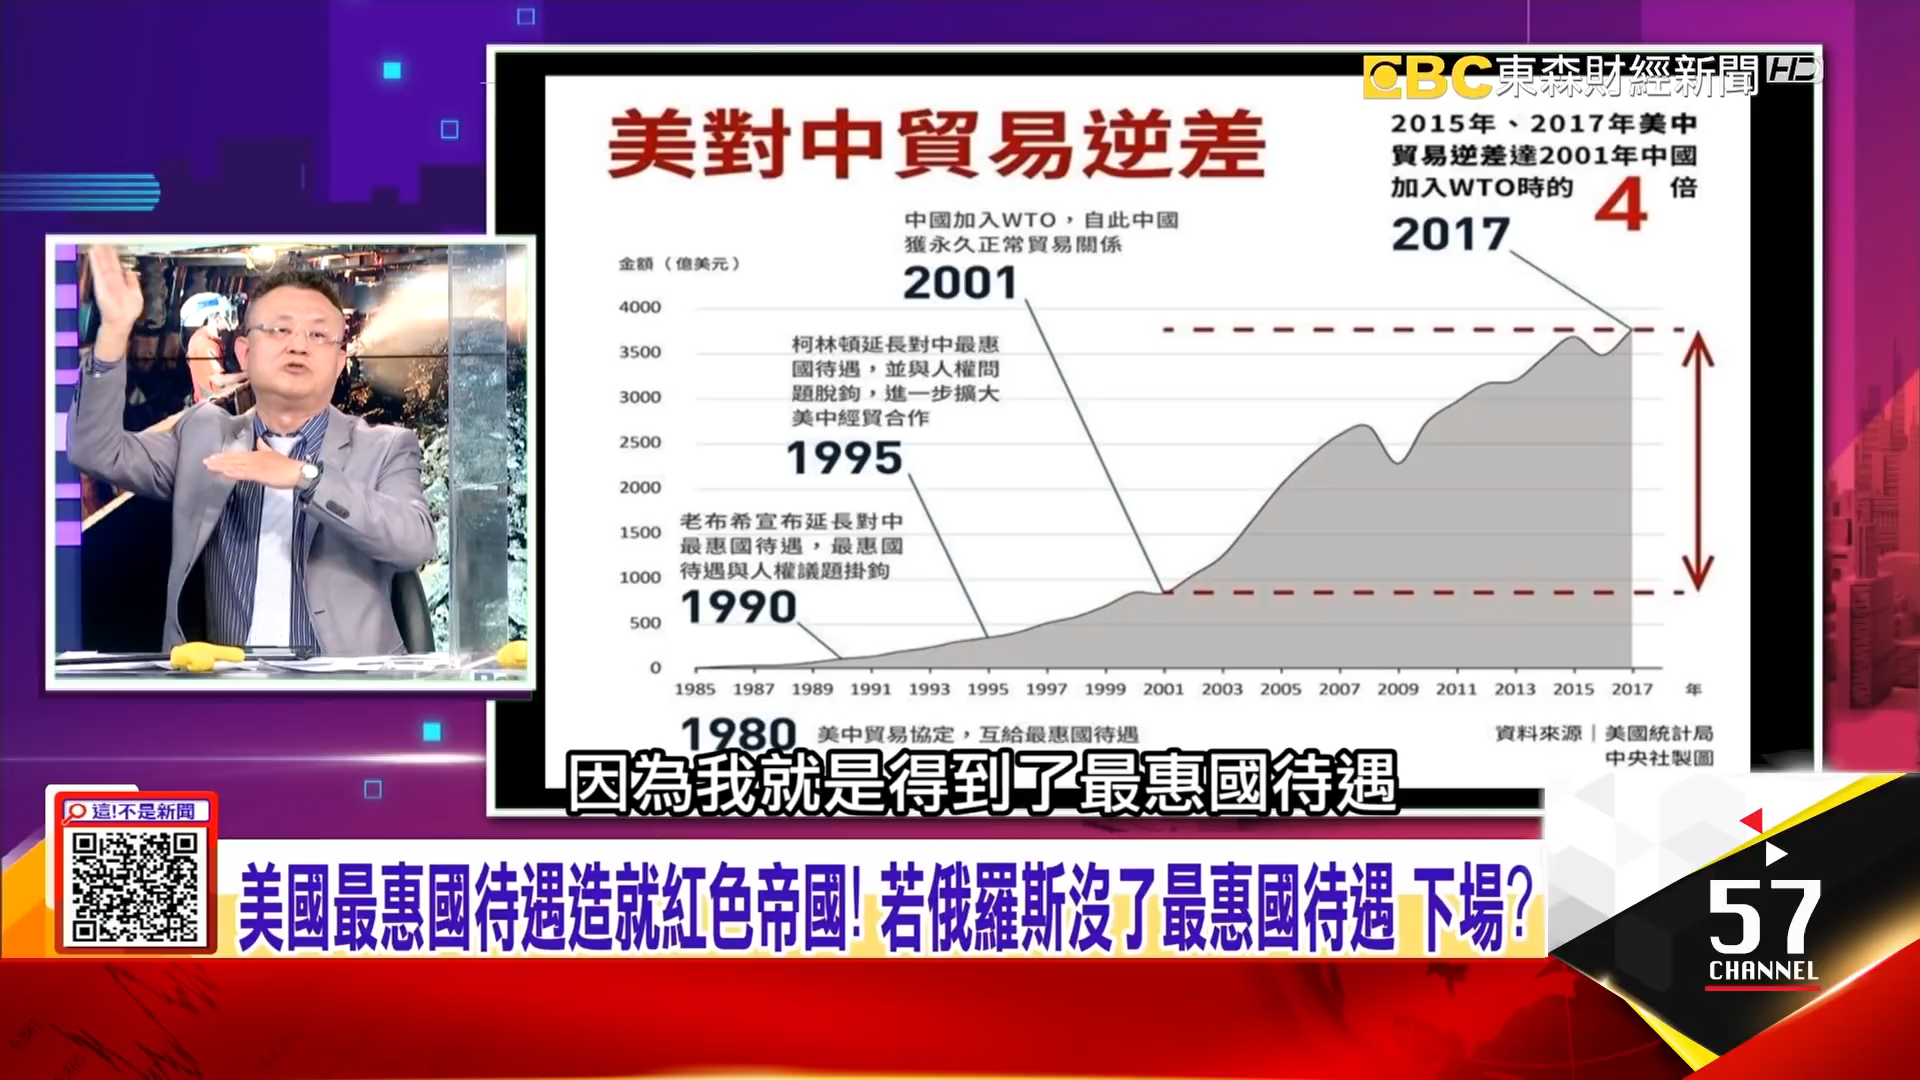 EBC東森財經新聞HD
美對中貿易逆差
2015年、2017年美中
貿易逆差達2001年中國
加入WTO時的 4 倍
2017
中國加入WTO，自此中國
獲永久正常貿易關係
2001
金額（億美元）
柯林頓延長對中最惠
國待遇，並與人權問
題脫鉤，進一步擴大
美中經貿合作
1995
老布希宣布延長對中
最惠國待遇，最惠國
待遇與人權議題掛鉤
1990
4000
3500
3000
2500
2000
1500
1000
500
0
1985 1987 1989 1991 1993 1995 1997 1999 2001 2003 2005 2007 2009 2011 2013 2015 2017 年
1980 美中貿易協定，互給最惠國待遇
資料來源｜美國統計局
中央社製圖
因為我就是得到了最惠國待遇
這!不是新聞
美國最惠國待遇造就紅色帝國! 若俄羅斯沒了最惠國待遇 下場?
57
CHANNEL